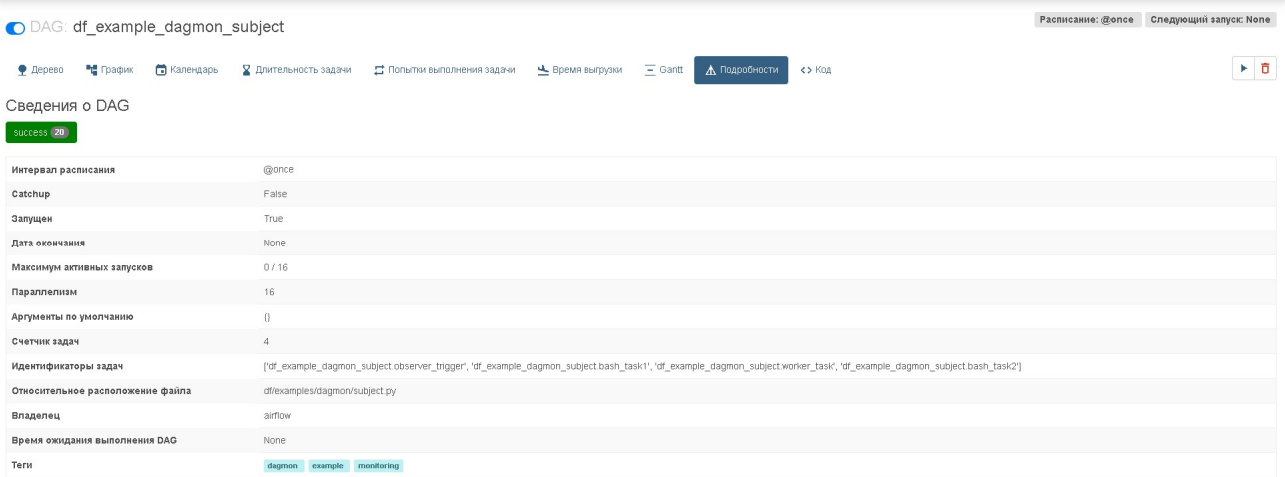 DAG: df_example_dagmon_subject
Расписание: @once Следующий запуск: None
Дерево График Календарь Длительность задачи Попытки выполнения задачи Время выгрузки Gantt Подробности Код
Сведения о DAG
success 20
Интервал расписания @once
Catchup False
Запущен True
Дата окончания None
Максимум активных запусков 0 / 16
Параллелизм 16
Аргументы по умолчанию {}
Счетчик задач 4
Идентификаторы задач ['df_example_dagmon_subject.observer_trigger', 'df_example_dagmon_subject.bash_task1', 'df_example_dagmon_subject.worker_task', 'df_example_dagmon_subject.bash_task2']
Относительное расположение файла df/examples/dagmon/subject.py
Владелец airflow
Время ожидания выполнения DAG None
Теги dagmon example monitoring